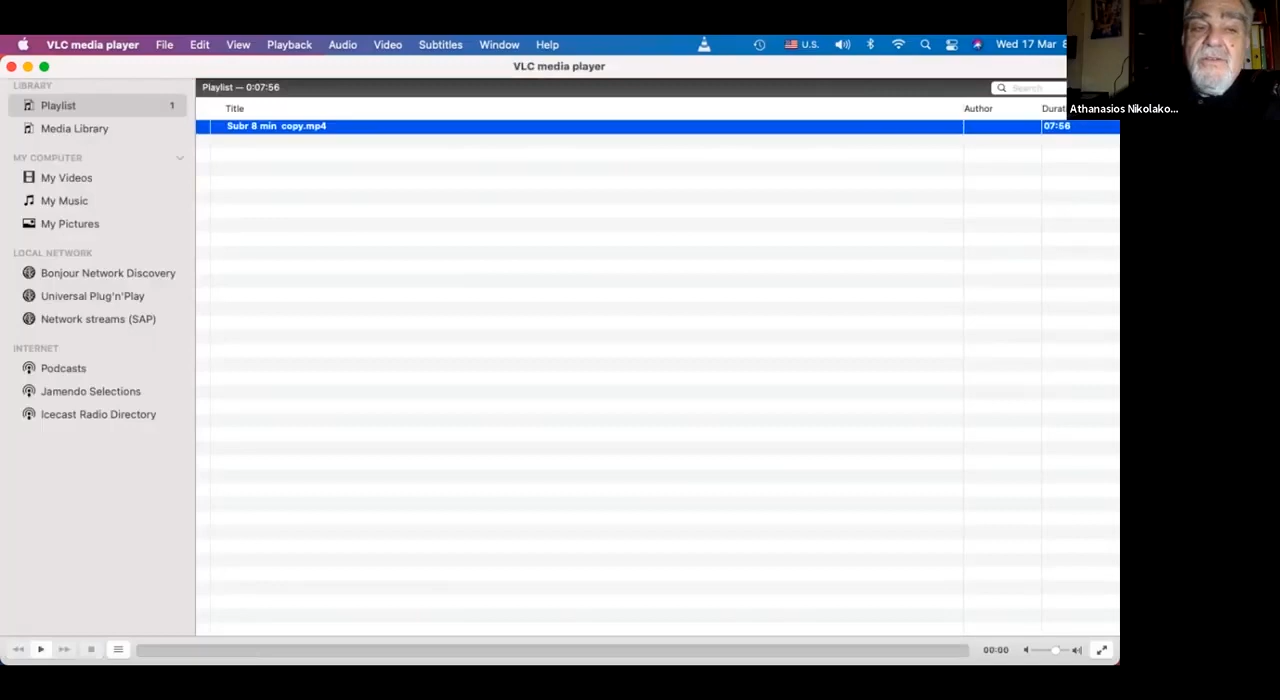 VLC media player File Edit View Playback Audio Video Subtitles Window Help U.S. Wed 17 Mar
VLC media player
Athanasios Nikolako...
LIBRARY
Playlist 1
Media Library
MY COMPUTER
My Videos
My Music
My Pictures
LOCAL NETWORK
Bonjour Network Discovery
Universal Plug'n'Play
Network streams (SAP)
INTERNET
Podcasts
Jamendo Selections
Icecast Radio Directory
Playlist — 0:07:56
Search
Title Author Durat
Subr 8 min copy.mp4 07:56
00:00